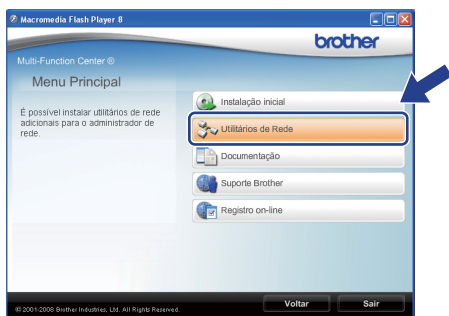 Macromedia Flash Player 8
brother
Multi-Function Center ®
Menu Principal
É possível instalar utilitários de rede
adicionais para o administrador de
rede.
Instalação inicial
Utilitários de Rede
Documentação
Suporte Brother
Registro on-line
© 2001-2008 Brother Industries, Ltd. All Rights Reserved.
Voltar
Sair